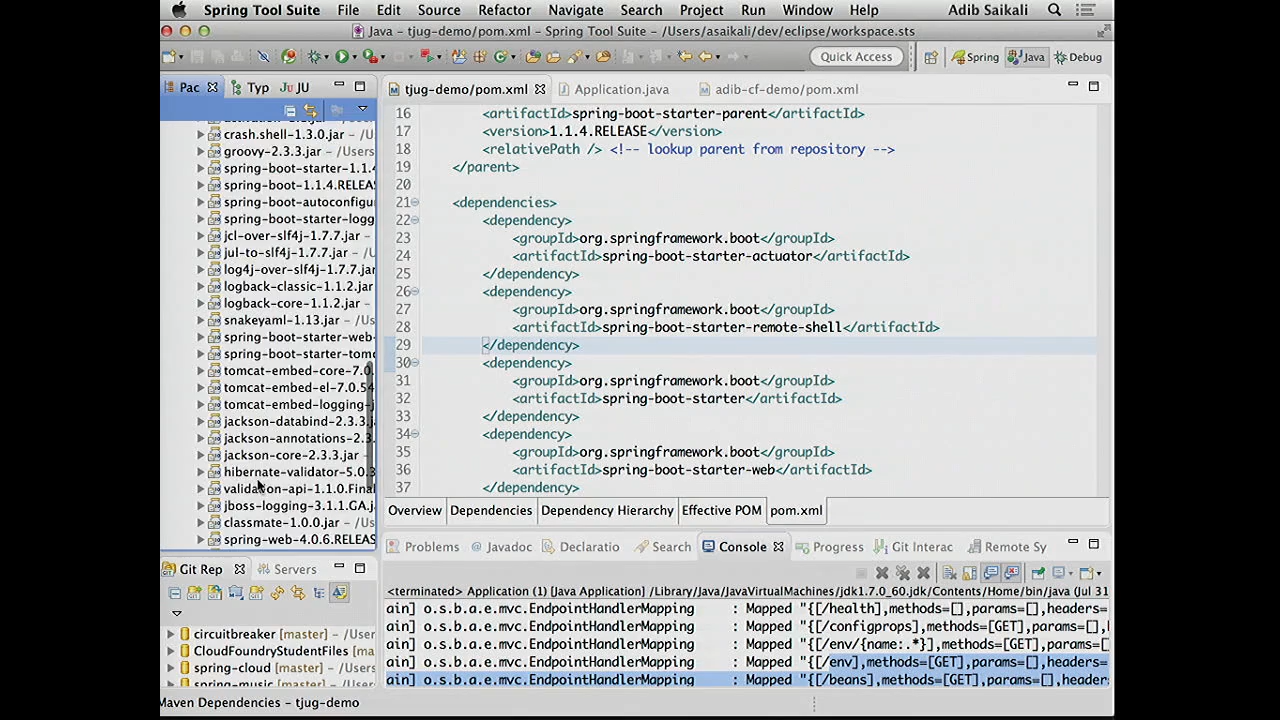 Spring Tool Suite File Edit Source Refactor Navigate Search Project Run Window Help Adib Saikali
Java – tjug-demo/pom.xml – Spring Tool Suite – /Users/asaikali/dev/eclipse/workspace.sts
Quick Access Spring Java Debug
Pac Typ JU
tjug-demo/pom.xml Application.java adib-cf-demo/pom.xml
crash.shell-1.3.0.jar – /U
groovy-2.3.3.jar – /Users
spring-boot-starter-1.1.4
spring-boot-1.1.4.RELEAS
spring-boot-autoconfigu
spring-boot-starter-logg
jcl-over-slf4j-1.7.7.jar –
jul-to-slf4j-1.7.7.jar – /U
log4j-over-slf4j-1.7.7.jar
logback-classic-1.1.2.jar
logback-core-1.1.2.jar –
snakeyaml-1.13.jar – /Us
spring-boot-starter-web-
spring-boot-starter-tomc
tomcat-embed-core-7.0.
tomcat-embed-el-7.0.54
tomcat-embed-logging-j
jackson-databind-2.3.3.ja
jackson-annotations-2.3.
jackson-core-2.3.3.jar –
hibernate-validator-5.0.3
validation-api-1.1.0.Final
jboss-logging-3.1.1.GA.ja
classmate-1.0.0.jar – /Us
spring-web-4.0.6.RELEAS
16 <artifactId>spring-boot-starter-parent</artifactId>
17 <version>1.1.4.RELEASE</version>
18 <relativePath /> <!-- lookup parent from repository -->
19 </parent>
20
21 <dependencies>
22 <dependency>
23 <groupId>org.springframework.boot</groupId>
24 <artifactId>spring-boot-starter-actuator</artifactId>
25 </dependency>
26 <dependency>
27 <groupId>org.springframework.boot</groupId>
28 <artifactId>spring-boot-starter-remote-shell</artifactId>
29 </dependency>
30 <dependency>
31 <groupId>org.springframework.boot</groupId>
32 <artifactId>spring-boot-starter</artifactId>
33 </dependency>
34 <dependency>
35 <groupId>org.springframework.boot</groupId>
36 <artifactId>spring-boot-starter-web</artifactId>
37 </dependency>
Overview Dependencies Dependency Hierarchy Effective POM pom.xml
Git Rep Servers
circuitbreaker [master] – /User
CloudFoundryStudentFiles
spring-cloud [master] – /Users
spring-music [master] – /Users
Problems Javadoc Declaratio Search Console Progress Git Interac Remote Sy
<terminated> Application (1) [Java Application] /Library/Java/JavaVirtualMachines/jdk1.7.0_60.jdk/Contents/Home/bin/java (Jul 31
ain] o.s.b.a.e.mvc.EndpointHandlerMapping : Mapped "{[/health],methods=[],params=[],headers=
ain] o.s.b.a.e.mvc.EndpointHandlerMapping : Mapped "{[/configprops],methods=[GET],params=[],
ain] o.s.b.a.e.mvc.EndpointHandlerMapping : Mapped "{[/env/{name:.*}],methods=[GET],params=[
ain] o.s.b.a.e.mvc.EndpointHandlerMapping : Mapped "{[/env],methods=[GET],params=[],headers=
ain] o.s.b.a.e.mvc.EndpointHandlerMapping : Mapped "{[/beans],methods=[GET],params=[],header
Maven Dependencies – tjug-demo